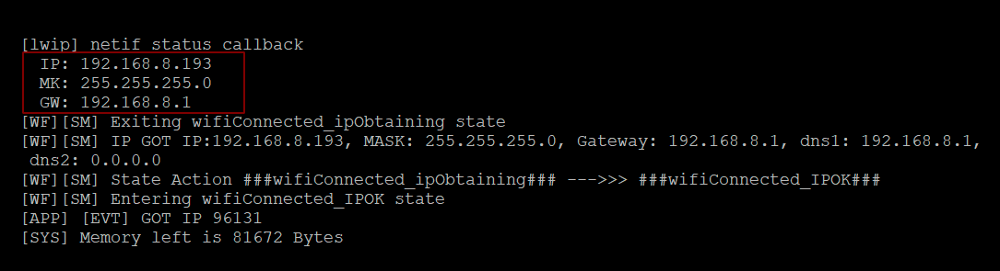 [lwip] netif status callback
IP: 192.168.8.193
MK: 255.255.255.0
GW: 192.168.8.1
[WF][SM] Exiting wifiConnected_ipObtaining state
[WF][SM] IP GOT IP:192.168.8.193, MASK: 255.255.255.0, Gateway: 192.168.8.1, dns1: 192.168.8.1,
dns2: 0.0.0.0
[WF][SM] State Action ###wifiConnected_ipObtaining### --->>> ###wifiConnected_IPOK###
[WF][SM] Entering wifiConnected_IPOK state
[APP] [EVT] GOT IP 96131
[SYS] Memory left is 81672 Bytes